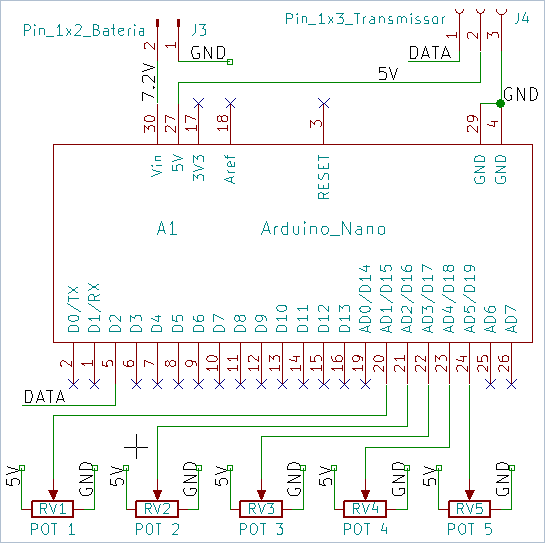 Pin_1x2_Bateria J3 Pin_1x3_Transmissor J4
2 1 GND DATA 1 2 3
7.2V 5V GND
30 27 17 18 3 29 4
Vin 5V 3V3 Aref RESET GND GND
A1 Arduino_Nano
D0/TX D1/RX D2 D3 D4 D5 D6 D7 D8 D9 D10 D11 D12 D13 AD0/D14 AD1/D15 AD2/D16 AD3/D17 AD4/D18 AD5/D19 AD6 AD7
2 1 5 6 7 8 9 10 11 12 13 14 15 16 19 20 21 22 23 24 25 26
DATA
5V GND 5V GND 5V GND 5V GND 5V GND
RV1 RV2 RV3 RV4 RV5
POT 1 POT 2 POT 3 POT 4 POT 5